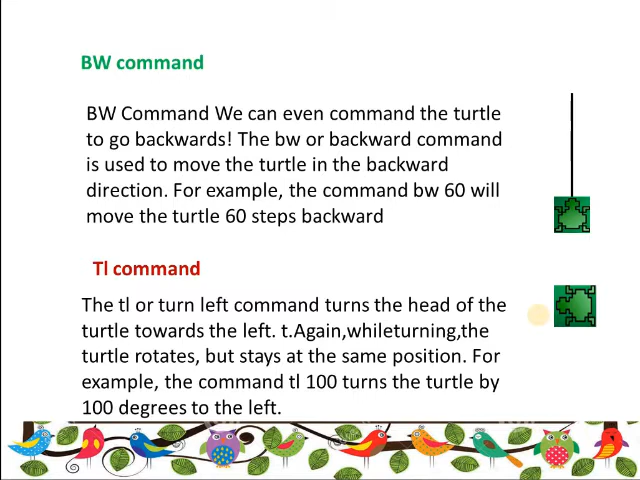 BW command
BW Command We can even command the turtle
to go backwards! The bw or backward command
is used to move the turtle in the backward
direction. For example, the command bw 60 will
move the turtle 60 steps backward
Tl command
The tl or turn left command turns the head of the
turtle towards the left. t.Again,whileturning,the
turtle rotates, but stays at the same position. For
example, the command tl 100 turns the turtle by
100 degrees to the left.